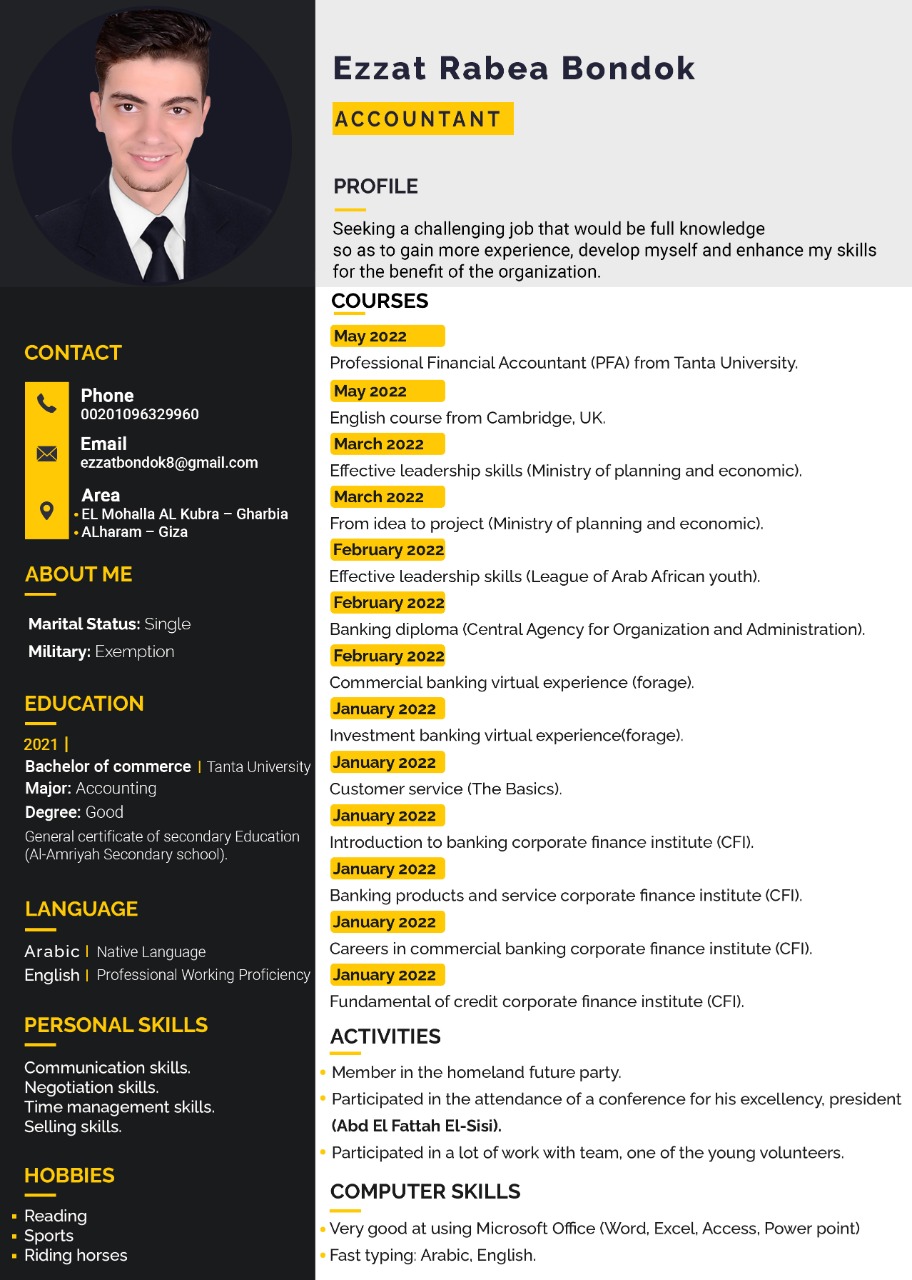 Ezzat Rabea Bondok
ACCOUNTANT
PROFILE
Seeking a challenging job that would be full knowledge
so as to gain more experience, develop myself and enhance my skills
for the benefit of the organization.
CONTACT
Phone
00201096329960
Email
ezzatbondok8@gmail.com
Area
• EL Mohalla AL Kubra – Gharbia
• ALharam – Giza
ABOUT ME
Marital Status: Single
Military: Exemption
EDUCATION
2021 |
Bachelor of commerce | Tanta University
Major: Accounting
Degree: Good
General certificate of secondary Education
(Al-Amriyah Secondary school).
LANGUAGE
Arabic | Native Language
English | Professional Working Proficiency
PERSONAL SKILLS
Communication skills.
Negotiation skills.
Time management skills.
Selling skills.
HOBBIES
▪ Reading
▪ Sports
▪ Riding horses
COURSES
May 2022
Professional Financial Accountant (PFA) from Tanta University.
May 2022
English course from Cambridge, UK.
March 2022
Effective leadership skills (Ministry of planning and economic).
March 2022
From idea to project (Ministry of planning and economic).
February 2022
Effective leadership skills (League of Arab African youth).
February 2022
Banking diploma (Central Agency for Organization and Administration).
February 2022
Commercial banking virtual experience (forage).
January 2022
Investment banking virtual experience(forage).
January 2022
Customer service (The Basics).
January 2022
Introduction to banking corporate finance institute (CFI).
January 2022
Banking products and service corporate finance institute (CFI).
January 2022
Careers in commercial banking corporate finance institute (CFI).
January 2022
Fundamental of credit corporate finance institute (CFI).
ACTIVITIES
• Member in the homeland future party.
• Participated in the attendance of a conference for his excellency, president
(Abd El Fattah El-Sisi).
• Participated in a lot of work with team, one of the young volunteers.
COMPUTER SKILLS
• Very good at using Microsoft Office (Word, Excel, Access, Power point)
• Fast typing: Arabic, English.